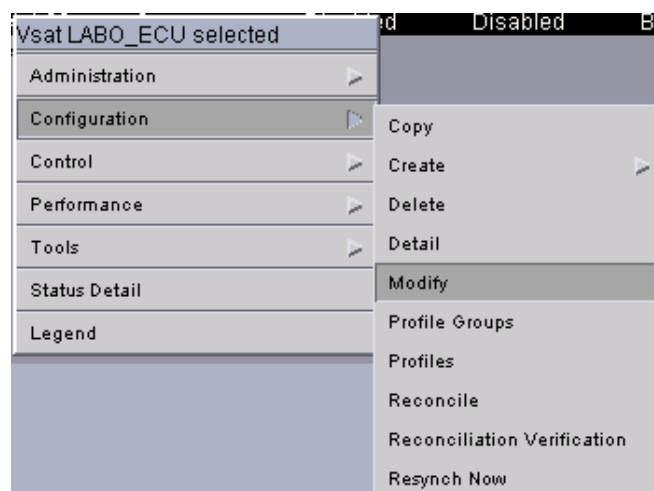 ed Disabled B
Vsat LABO_ECU selected
Administration
Configuration
Control
Performance
Tools
Status Detail
Legend
Copy
Create
Delete
Detail
Modify
Profile Groups
Profiles
Reconcile
Reconciliation Verification
Resynch Now